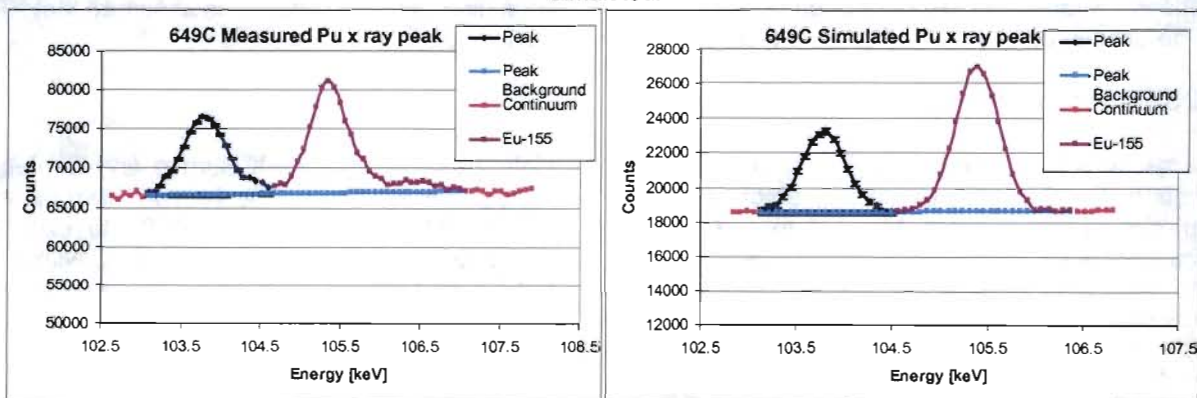 649C Measured Pu x ray peak
Peak
Peak Background
Continuum
Eu-155
Counts
85000
80000
75000
70000
65000
60000
55000
50000
102.5 103.5 104.5 105.5 106.5 107.5 108.5
Energy [keV]
649C Simulated Pu x ray peak
Peak
Peak Background
Continuum
Eu-155
Counts
28000
26000
24000
22000
20000
18000
16000
14000
12000
102.5 103.5 104.5 105.5 106.5 107.5
Energy [keV]